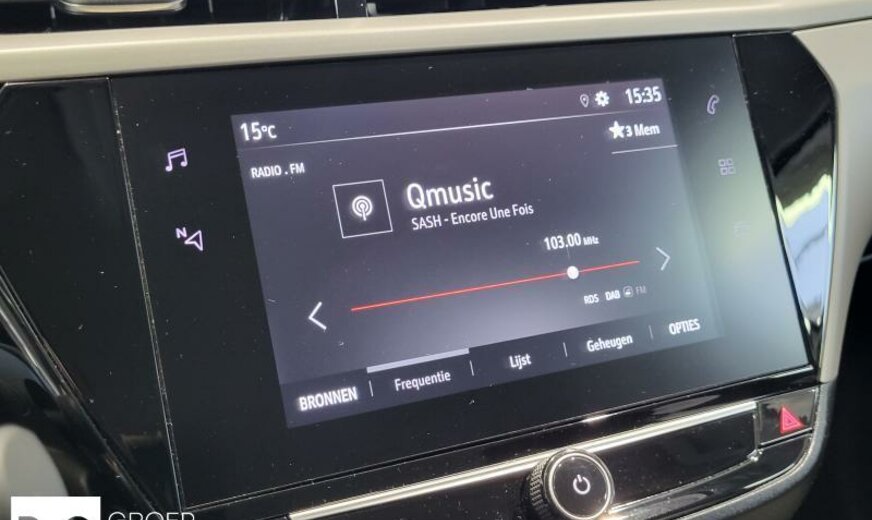 15°C
15:35
3 Mem
RADIO . FM
Qmusic
SASH - Encore Une Fois
103.00 MHz
RDS DAB FM
BRONNEN
Frequentie
Lijst
Geheugen
OPTIES
N
GROEP